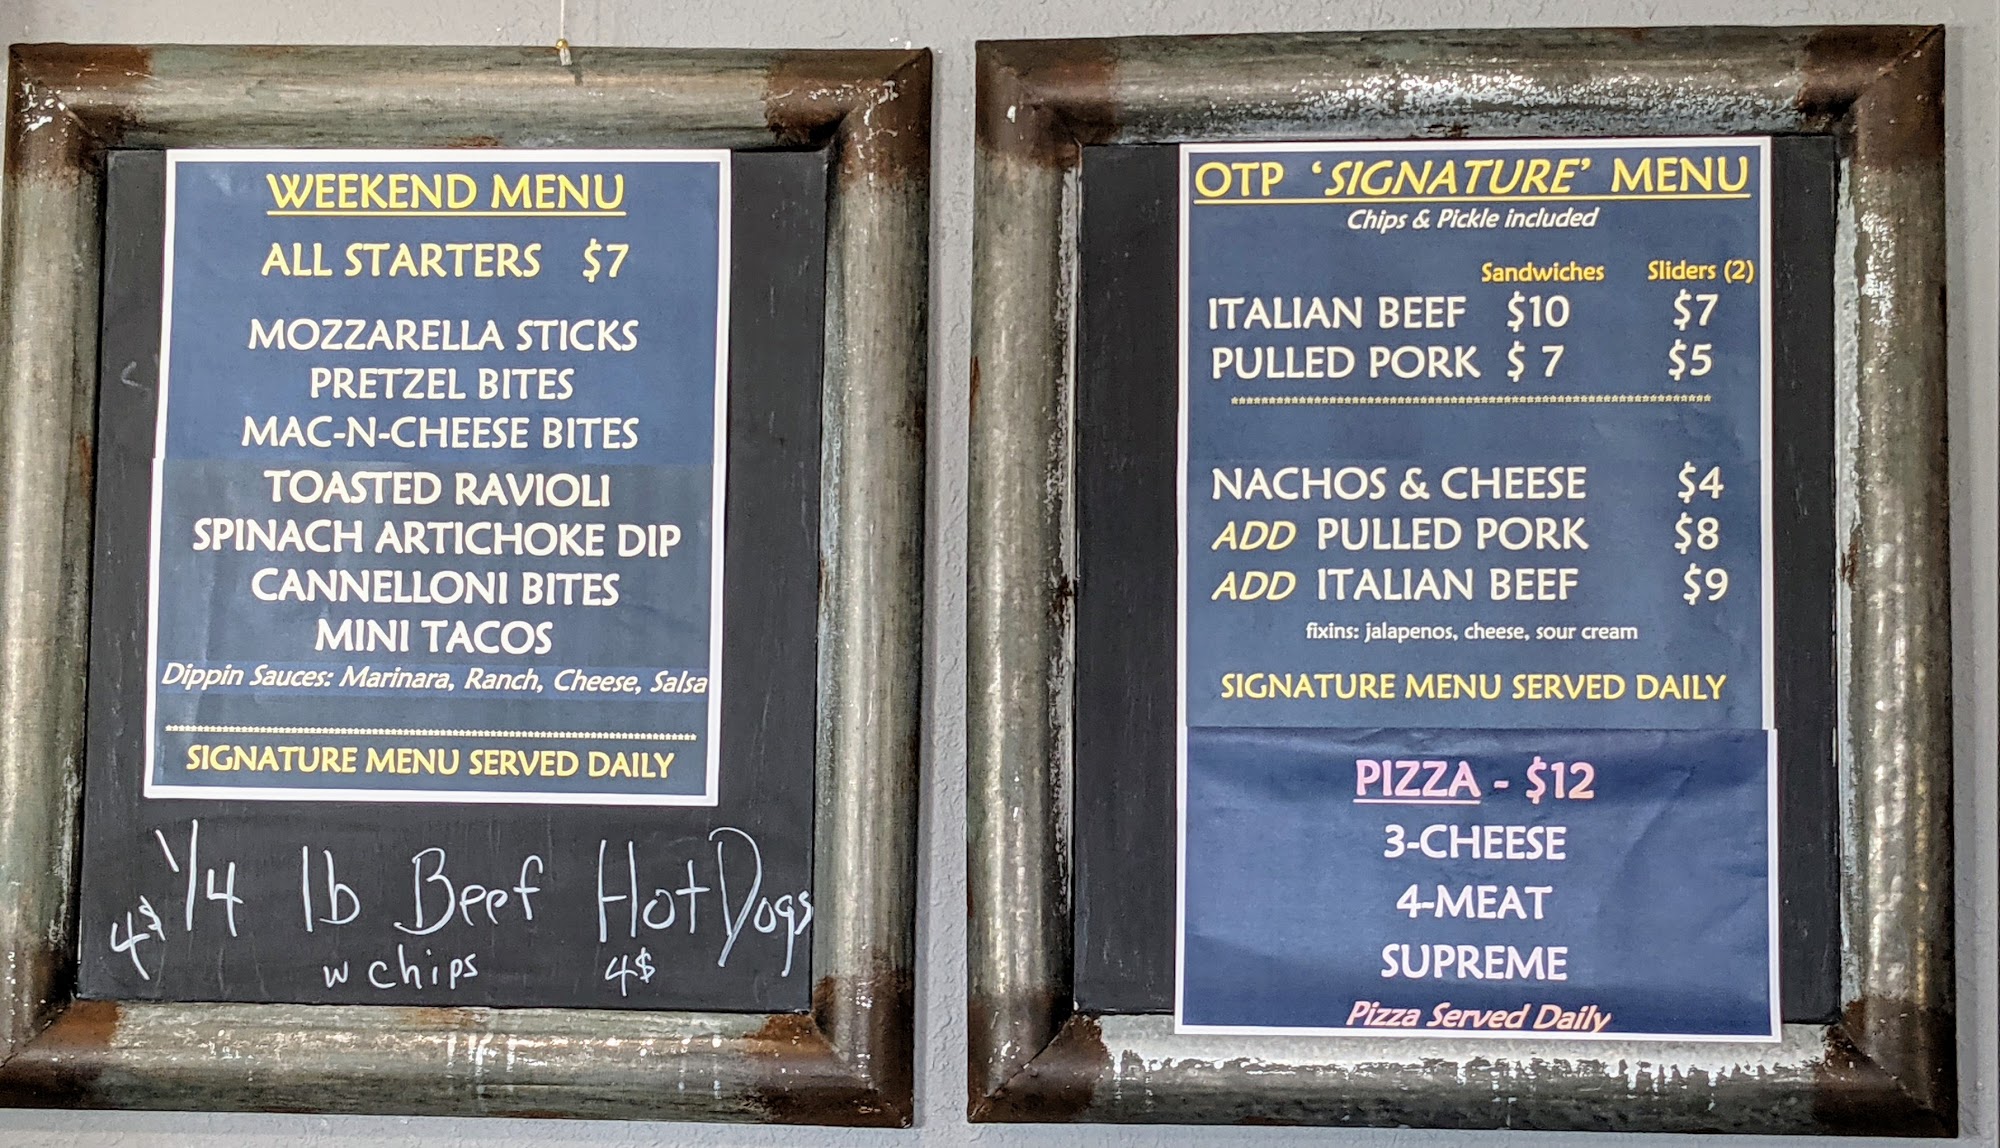 WEEKEND MENU
ALL STARTERS $7
MOZZARELLA STICKS
PRETZEL BITES
MAC-N-CHEESE BITES
TOASTED RAVIOLI
SPINACH ARTICHOKE DIP
CANNELLONI BITES
MINI TACOS
Dippin Sauces: Marinara, Ranch, Cheese, Salsa
SIGNATURE MENU SERVED DAILY
4$ 1/4 lb Beef Hot Dogs
w chips 4$
OTP 'SIGNATURE' MENU
Chips & Pickle included
Sandwiches Sliders (2)
ITALIAN BEEF $10 $7
PULLED PORK $ 7 $5
NACHOS & CHEESE $4
ADD PULLED PORK $8
ADD ITALIAN BEEF $9
fixins: jalapenos, cheese, sour cream
SIGNATURE MENU SERVED DAILY
PIZZA - $12
3-CHEESE
4-MEAT
SUPREME
Pizza Served Daily